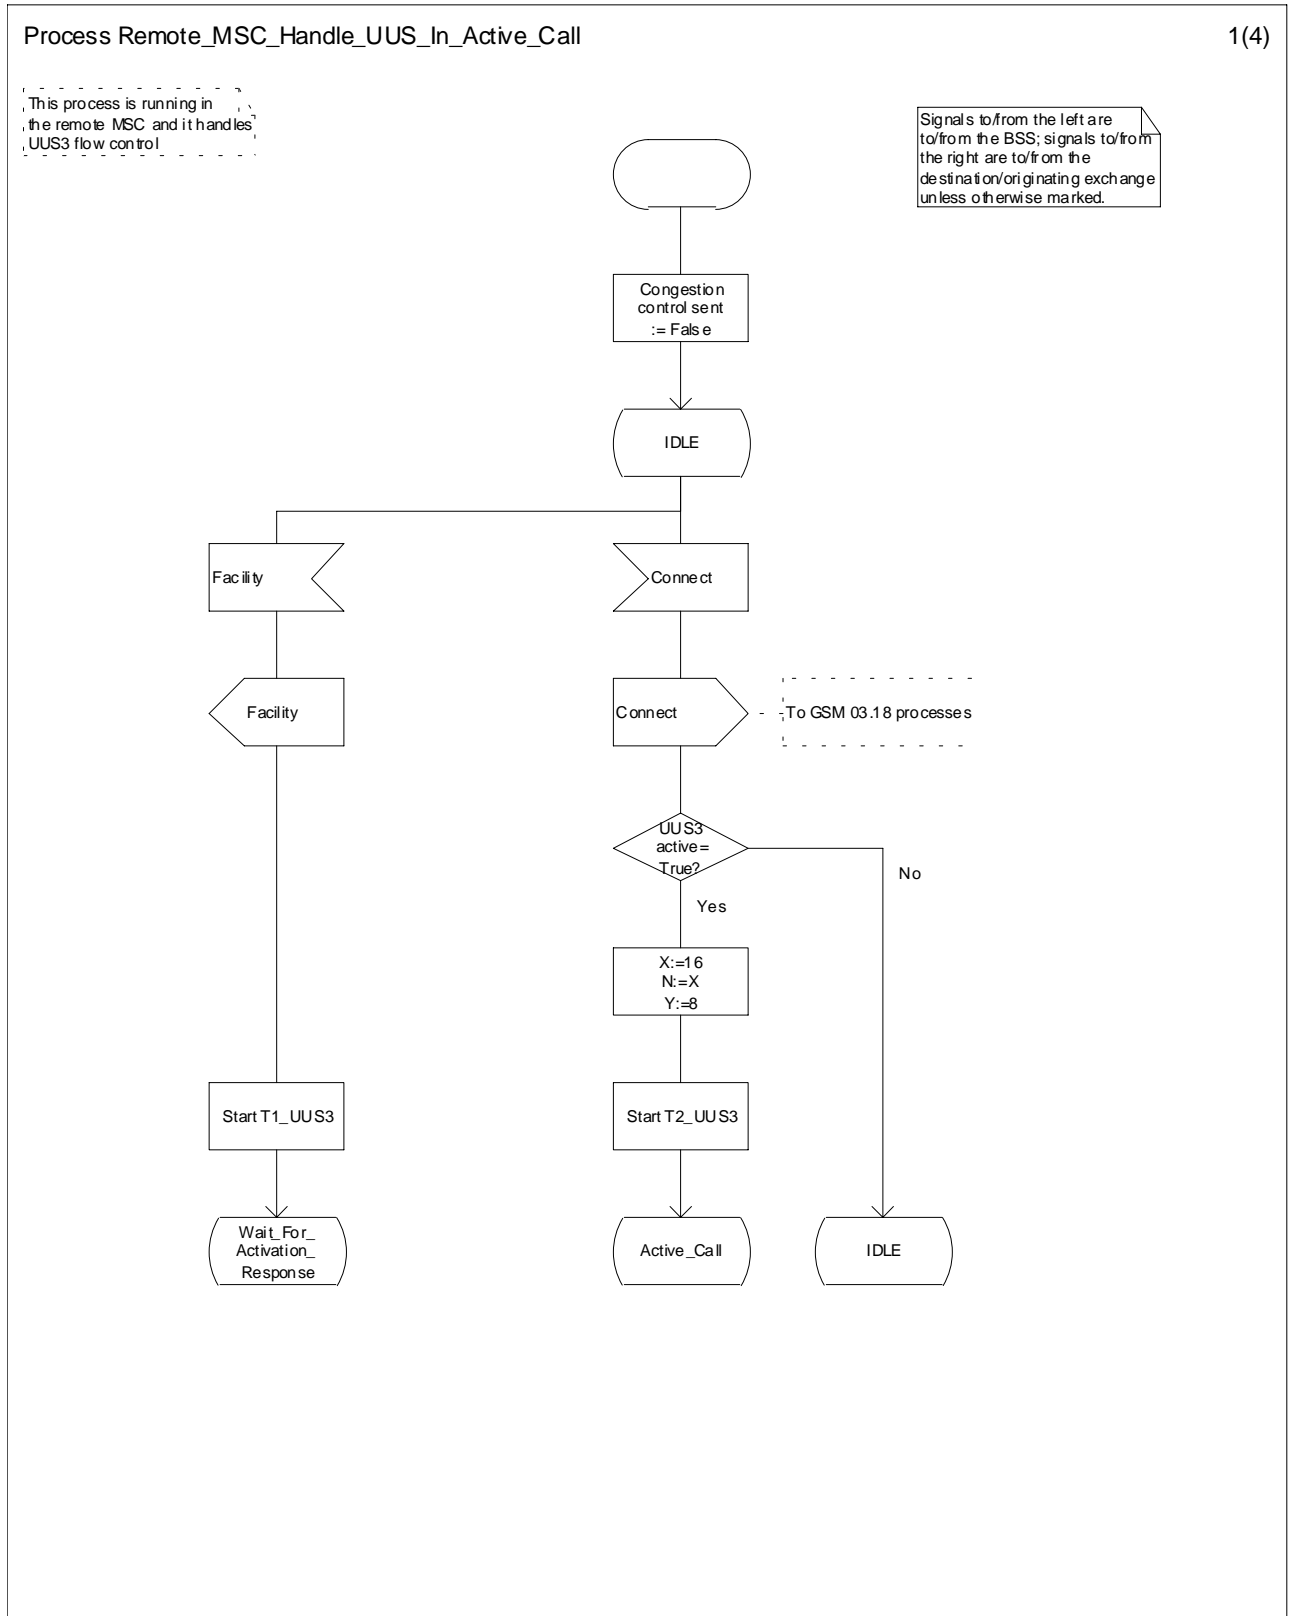 Process Remote_MSC_Handle_UUS_In_Active_Call
1(4)
This process is running in
the remote MSC and it handles
UUS3 flow control
Signals to/from the left are
to/from the BSS; signals to/from
the right are to/from the
destination/originating exchange
unless otherwise marked.
Congestion
control sent
:= False
IDLE
Facility
Connect
Facility
Connect
To GSM 03.18 processes
UUS3
active=
True?
No
Yes
X:=16
N:=X
Y:=8
Start T1_UUS3
Start T2_UUS3
Wait_For_
Activation_
Response
Active_Call
IDLE